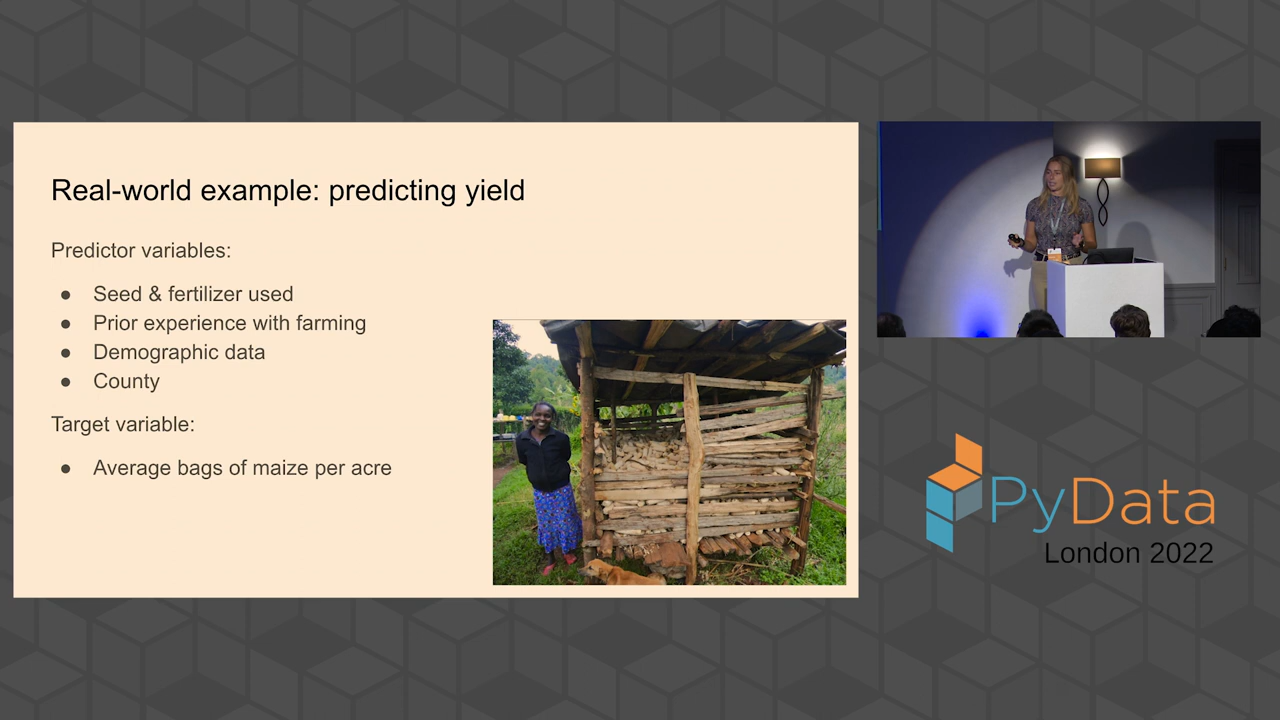 Real-world example: predicting yield
Predictor variables:
● Seed & fertilizer used
● Prior experience with farming
● Demographic data
● County
Target variable:
● Average bags of maize per acre
PyData
London 2022